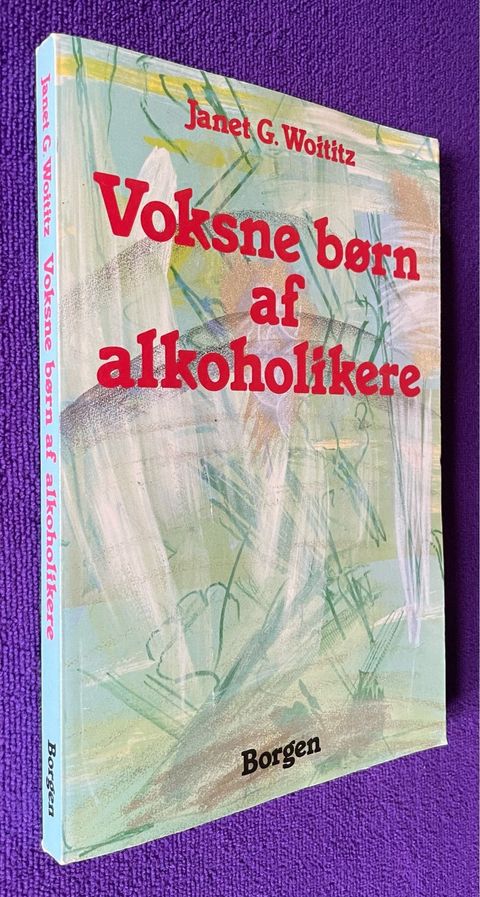 Janet G. Woititz
Voksne børn
af
alkoholikere
Borgen
Janet G. Woititz Voksne børn af alkoholikere Borgen